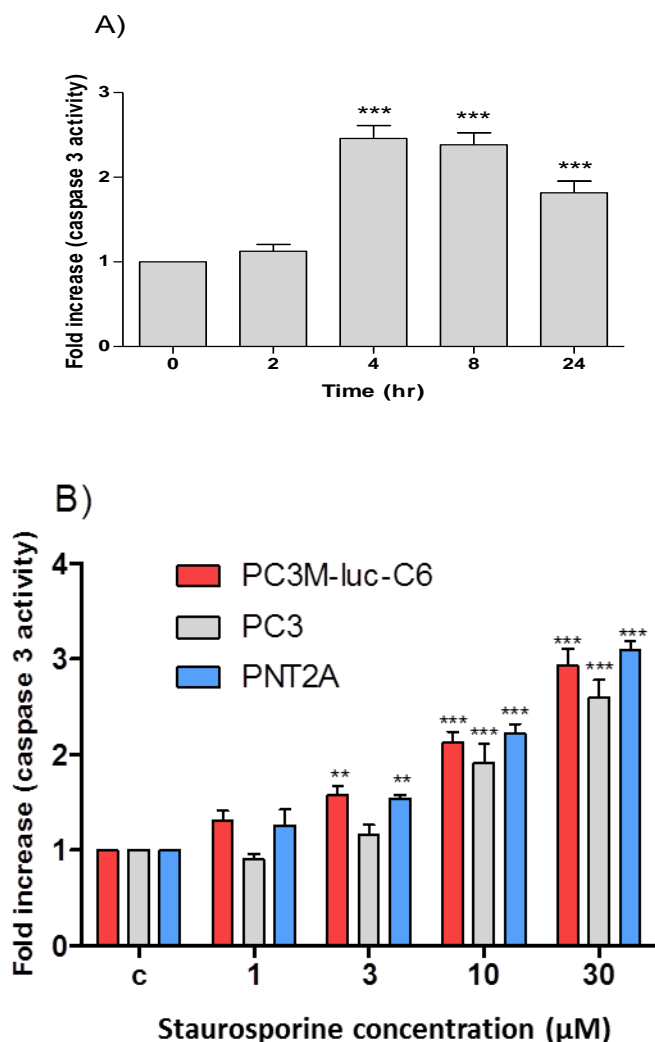 A)
Fold increase (caspase 3 activity)
3
2
1
0
*** *** ***
0 2 4 8 24
Time (hr)
B)
Fold increase (caspase 3 activity)
4
3
2
1
0
PC3M-luc-C6
PC3
PNT2A
** ** *** *** *** *** *** ***
c 1 3 10 30
Staurosporine concentration (µM)